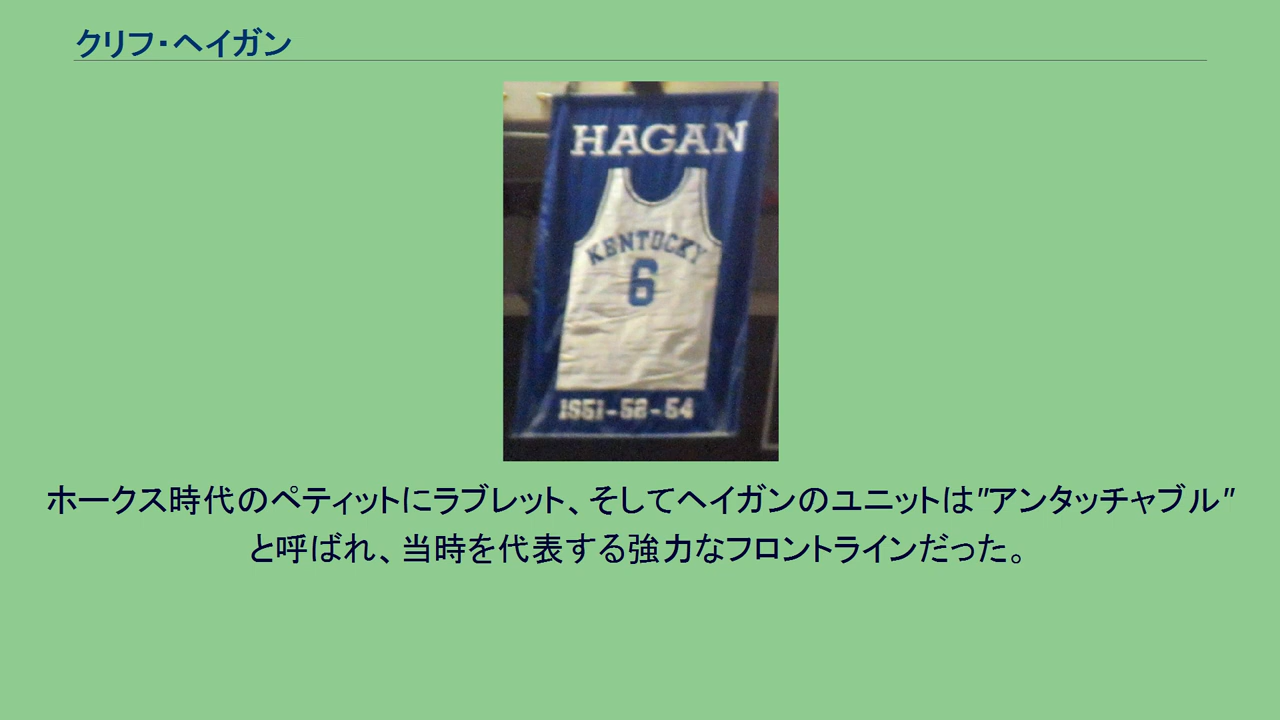 クリフ・ヘイガン
HAGAN
KENTUCKY
6
1951-52-54
ホークス時代のペティットにラブレット、そしてヘイガンのユニットは"アンタッチャブル"
と呼ばれ、当時を代表する強力なフロントラインだった。